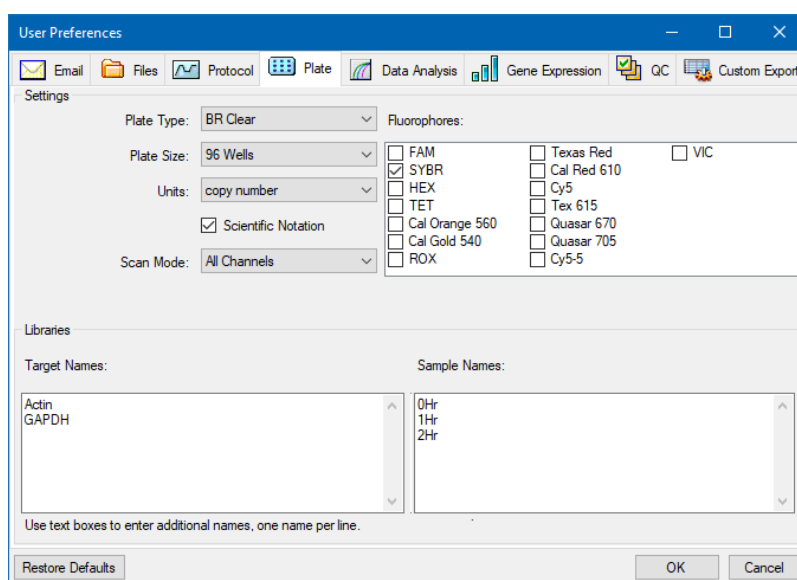 User Preferences
Email Files Protocol Plate Data Analysis Gene Expression QC Custom Export
Settings
Plate Type: BR Clear
Plate Size: 96 Wells
Units: copy number
Scientific Notation
Scan Mode: All Channels
Fluorophores:
FAM Texas Red VIC
SYBR Cal Red 610
HEX Cy5
TET Tex 615
Cal Orange 560 Quasar 670
Cal Gold 540 Quasar 705
ROX Cy5-5
Libraries
Target Names:
Actin
GAPDH
Sample Names:
0Hr
1Hr
2Hr
Use text boxes to enter additional names, one name per line.
Restore Defaults OK Cancel